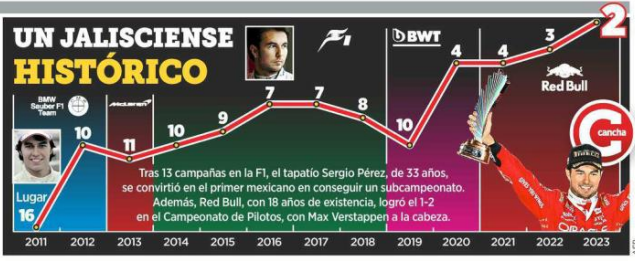 UN JALISCIENSE
HISTÓRICO
F1
BWT
2
BMW
Sauber F1
Team
McLaren
Red Bull
Cancha
Lugar
16
10
11
10
9
7
7
8
10
4
4
3
Tras 13 campañas en la F1, el tapatío Sergio Pérez, de 33 años,
se convirtió en el primer mexicano en conseguir un subcampeonato.
Además, Red Bull, con 18 años de existencia, logró el 1-2
en el Campeonato de Pilotos, con Max Verstappen a la cabeza.
2011 2012 2013 2014 2015 2016 2017 2018 2019 2020 2021 2022 2023